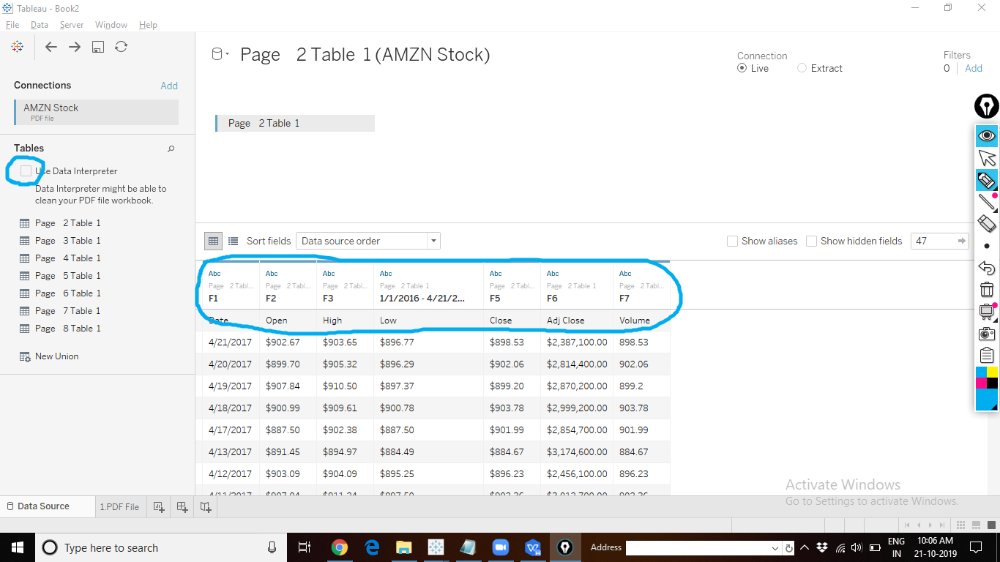 Tableau - Book2
File Data Server Window Help
Page 2 Table 1 (AMZN Stock)
Connection
Live Extract
Filters
0 Add
Connections Add
AMZN Stock
PDF file
Page 2 Table 1
Tables
Use Data Interpreter
Data Interpreter might be able to
clean your PDF file workbook.
Page 2 Table 1
Page 3 Table 1
Page 4 Table 1
Page 5 Table 1
Page 6 Table 1
Page 7 Table 1
Page 8 Table 1
New Union
Sort fields Data source order Show aliases Show hidden fields 47
Abc Abc Abc Abc Abc Abc Abc
Page 2 Tabl... Page 2 Tabl... Page 2 Tabl... Page 2 Table 1 Page 2 Tabl... Page 2 Table 1 Page 2 Tabl...
F1 F2 F3 1/1/2016 - 4/21/2... F5 F6 F7
Date Open High Low Close Adj Close Volume
4/21/2017 $902.67 $903.65 $896.77 $898.53 $2,387,100.00 898.53
4/20/2017 $899.70 $905.32 $896.29 $902.06 $2,814,400.00 902.06
4/19/2017 $907.84 $910.50 $897.37 $899.20 $2,870,200.00 899.2
4/18/2017 $900.99 $909.61 $900.78 $903.78 $2,999,200.00 903.78
4/17/2017 $887.50 $902.38 $887.50 $901.99 $2,854,700.00 901.99
4/13/2017 $891.45 $894.97 $884.49 $884.67 $3,174,600.00 884.67
4/12/2017 $903.09 $904.09 $895.25 $896.23 $2,456,100.00 896.23
Activate Windows
Go to Settings to activate Windows.
Data Source 1.PDF File
Type here to search Address ENG 10:06 AM
IN 21-10-2019